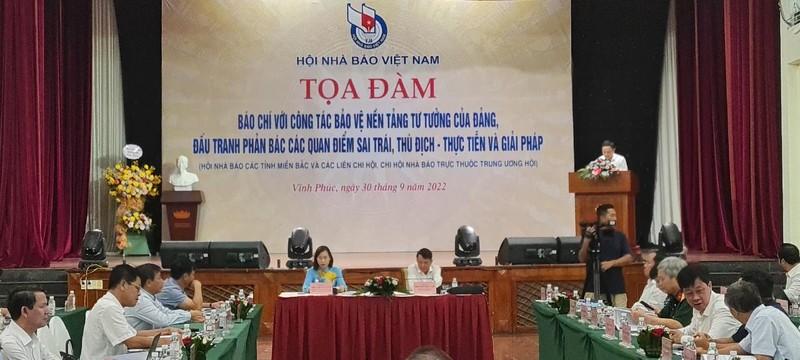 HỘI NHÀ BÁO VIỆT NAM
TỌA ĐÀM
BÁO CHÍ VỚI CÔNG TÁC BẢO VỆ NỀN TẢNG TƯ TƯỞNG CỦA ĐẢNG,
ĐẤU TRANH PHẢN BÁC CÁC QUAN ĐIỂM SAI TRÁI, THÙ ĐỊCH - THỰC TIỄN VÀ GIẢI PHÁP
(HỘI NHÀ BÁO CÁC TỈNH MIỀN BẮC VÀ CÁC LIÊN CHI HỘI, CHI HỘI NHÀ BÁO TRỰC THUỘC TRUNG ƯƠNG HỘI)
Vĩnh Phúc, ngày 30 tháng 9 năm 2022